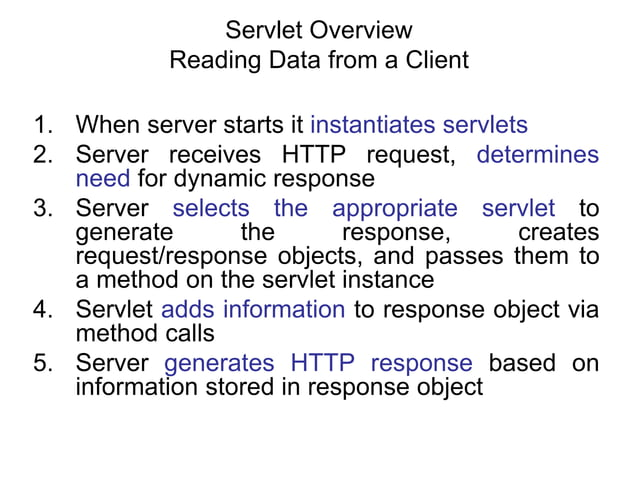 Servlet Overview
Reading Data from a Client
1. When server starts it instantiates servlets
2. Server receives HTTP request, determines
need for dynamic response
3. Server selects the appropriate servlet to
generate the response, creates
request/response objects, and passes them to
a method on the servlet instance
4. Servlet adds information to response object via
method calls
5. Server generates HTTP response based on
information stored in response object